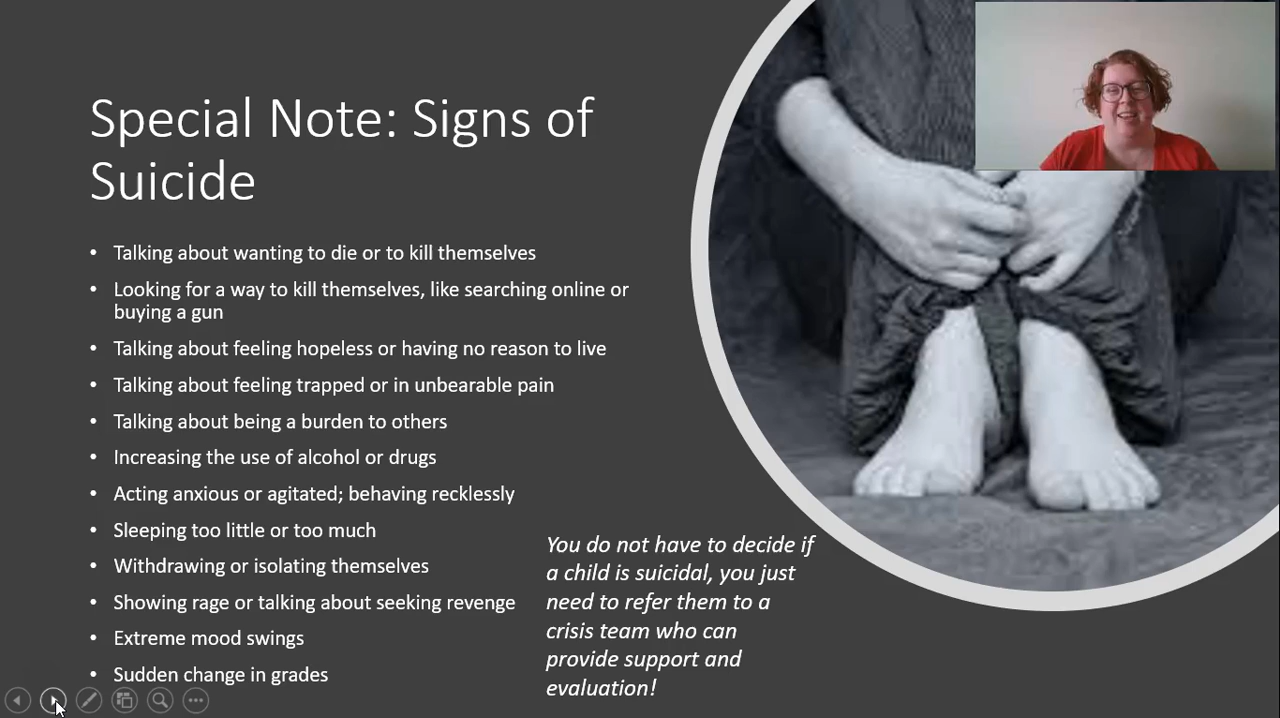 Special Note: Signs of
Suicide
• Talking about wanting to die or to kill themselves
• Looking for a way to kill themselves, like searching online or
buying a gun
• Talking about feeling hopeless or having no reason to live
• Talking about feeling trapped or in unbearable pain
• Talking about being a burden to others
• Increasing the use of alcohol or drugs
• Acting anxious or agitated; behaving recklessly
• Sleeping too little or too much
• Withdrawing or isolating themselves
• Showing rage or talking about seeking revenge
• Extreme mood swings
• Sudden change in grades
You do not have to decide if
a child is suicidal, you just
need to refer them to a
crisis team who can
provide support and
evaluation!